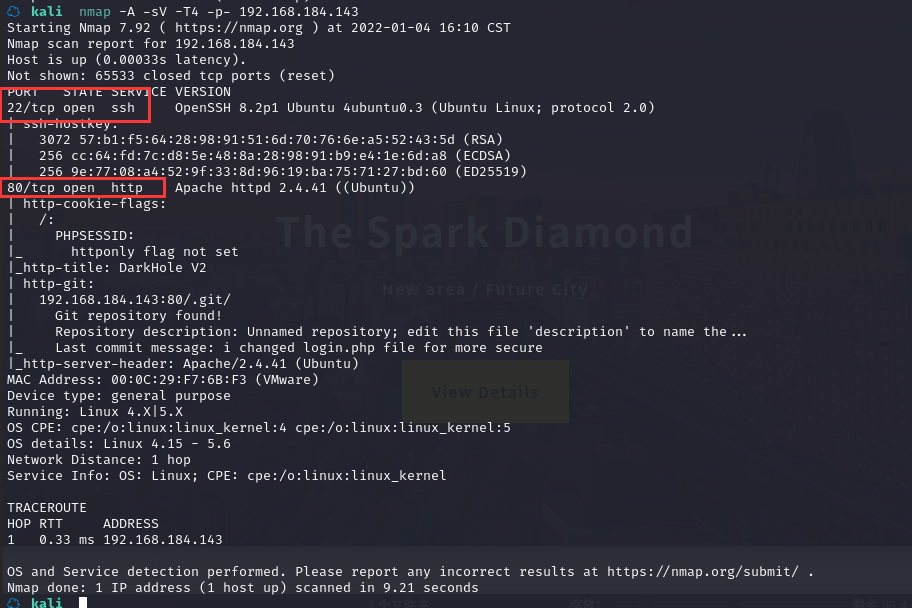 kali nmap -A -sV -T4 -p- 192.168.184.143
Starting Nmap 7.92 ( https://nmap.org ) at 2022-01-04 16:10 CST
Nmap scan report for 192.168.184.143
Host is up (0.00033s latency).
Not shown: 65533 closed tcp ports (reset)
PORT   STATE SERVICE VERSION
22/tcp open  ssh     OpenSSH 8.2p1 Ubuntu 4ubuntu0.3 (Ubuntu Linux; protocol 2.0)
| ssh-hostkey:
|   3072 57:b1:f5:64:28:98:91:51:6d:70:76:6e:a5:52:43:5d (RSA)
|   256 cc:64:fd:7c:d8:5e:48:8a:28:98:91:b9:e4:1e:6d:a8 (ECDSA)
|_  256 9e:77:08:a4:52:9f:33:8d:96:19:ba:75:71:27:bd:60 (ED25519)
80/tcp open  http    Apache httpd 2.4.41 ((Ubuntu))
| http-cookie-flags:
|   /:
|     PHPSESSID:
|_      httponly flag not set
The Spark Diamond
|_http-title: DarkHole V2
| http-git:
New area / Future City
|   192.168.184.143:80/.git/
|     Git repository found!
|     Repository description: Unnamed repository; edit this file 'description' to name the...
|_    Last commit message: i changed login.php file for more secure
|_http-server-header: Apache/2.4.41 (Ubuntu)
MAC Address: 00:0C:29:F7:6B:F3 (VMware)
Device type: general purpose
View Details
Running: Linux 4.X|5.X
OS CPE: cpe:/o:linux:linux_kernel:4 cpe:/o:linux:linux_kernel:5
OS details: Linux 4.15 - 5.6
Network Distance: 1 hop
Service Info: OS: Linux; CPE: cpe:/o:linux:linux_kernel
TRACEROUTE
HOP RTT     ADDRESS
1   0.33 ms 192.168.184.143
OS and Service detection performed. Please report any incorrect results at https://nmap.org/submit/ .
Nmap done: 1 IP address (1 host up) scanned in 9.21 seconds
kali